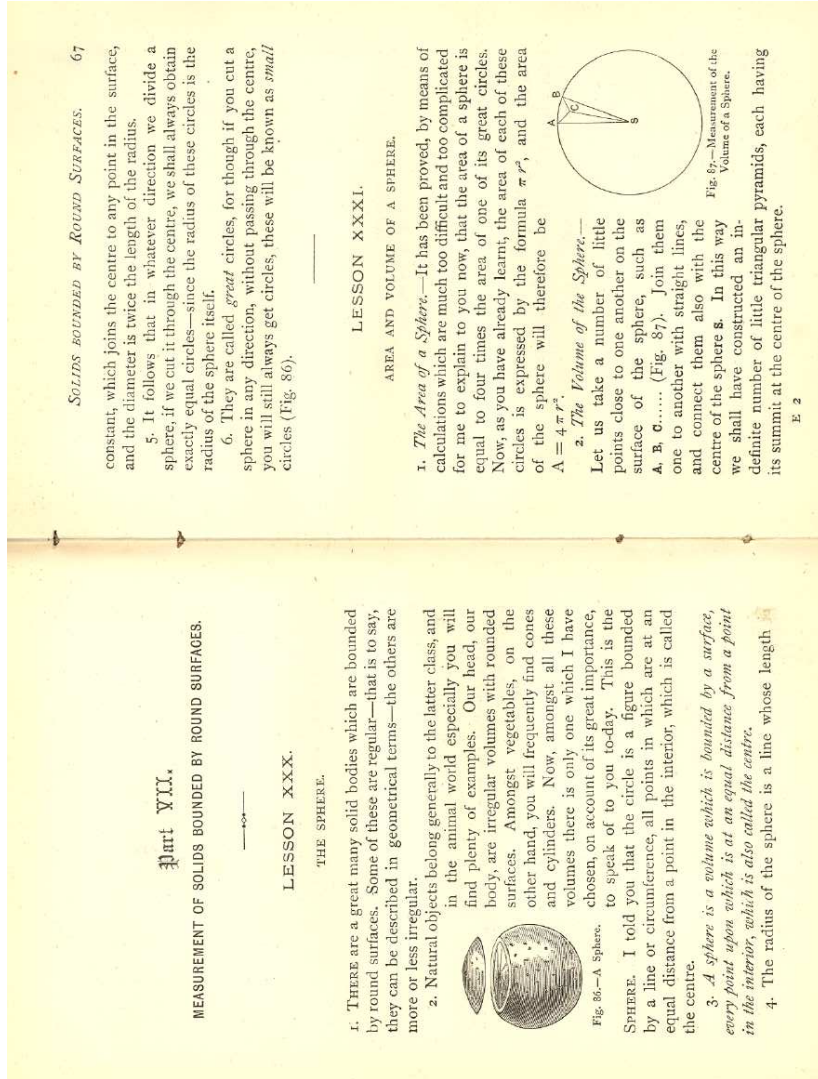 Part VII.
MEASUREMENT OF SOLIDS BOUNDED BY ROUND SURFACES.
LESSON XXX.
THE SPHERE.
1. THERE are a great many solid bodies which are bounded
by round surfaces. Some of these are regular—that is to say,
they can be described in geometrical terms—the others are
more or less irregular.
2. Natural objects belong generally to the latter class, and
in the animal world especially you will
find plenty of examples. Our head, our
body, are irregular volumes with rounded
surfaces. Amongst vegetables, on the
other hand, you will frequently find cones
and cylinders. Now, amongst all these
volumes there is only one which I have
chosen, on account of its great importance,
to speak of to you to-day. This is the
Fig. 86.—A Sphere.
SPHERE. I told you that the circle is a figure bounded
by a line or circumference, all points in which are at an
equal distance from a point in the interior, which is called
the centre.
3. A sphere is a volume which is bounded by a surface,
every point upon which is at an equal distance from a point
in the interior, which is also called the centre.
4. The radius of the sphere is a line whose length
SOLIDS BOUNDED BY ROUND SURFACES. 67
constant, which joins the centre to any point in the surface,
and the diameter is twice the length of the radius.
5. It follows that in whatever direction we divide a
sphere, if we cut it through the centre, we shall always obtain
exactly equal circles—since the radius of these circles is the
radius of the sphere itself.
6. They are called great circles, for though if you cut a
sphere in any direction, without passing through the centre,
you will still always get circles, these will be known as small
circles (Fig. 86).
LESSON XXXI.
AREA AND VOLUME OF A SPHERE.
1. The Area of a Sphere.—It has been proved, by means of
calculations which are much too difficult and too complicated
for me to explain to you now, that the area of a sphere is
equal to four times the area of one of its great circles.
Now, as you have already learnt, the area of each of these
circles is expressed by the formula π r², and the area
of the sphere will therefore be
A = 4 π r².
2. The Volume of the Sphere.—
Let us take a number of little
points close to one another on the
surface of the sphere, such as
A, B, C...... (Fig. 87). Join them
one to another with straight lines,
and connect them also with the
centre of the sphere S. In this way
we shall have constructed an in-
A
B
C
S
Fig. 87.—Measurement of the
Volume of a Sphere.
definite number of little triangular pyramids, each having
its summit at the centre of the sphere.
E 2